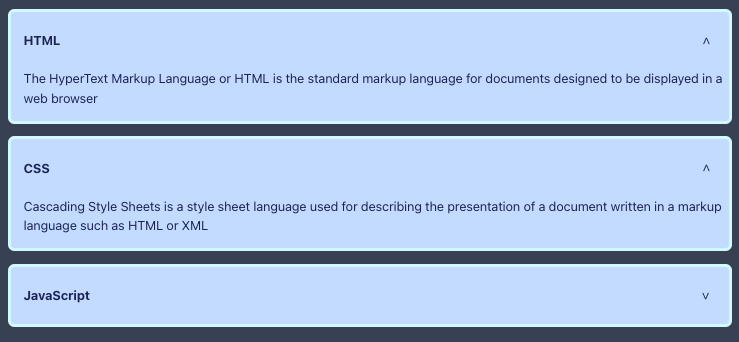 HTML ^
The HyperText Markup Language or HTML is the standard markup language for documents designed to be displayed in a
web browser
CSS ^
Cascading Style Sheets is a style sheet language used for describing the presentation of a document written in a markup
language such as HTML or XML
JavaScript v